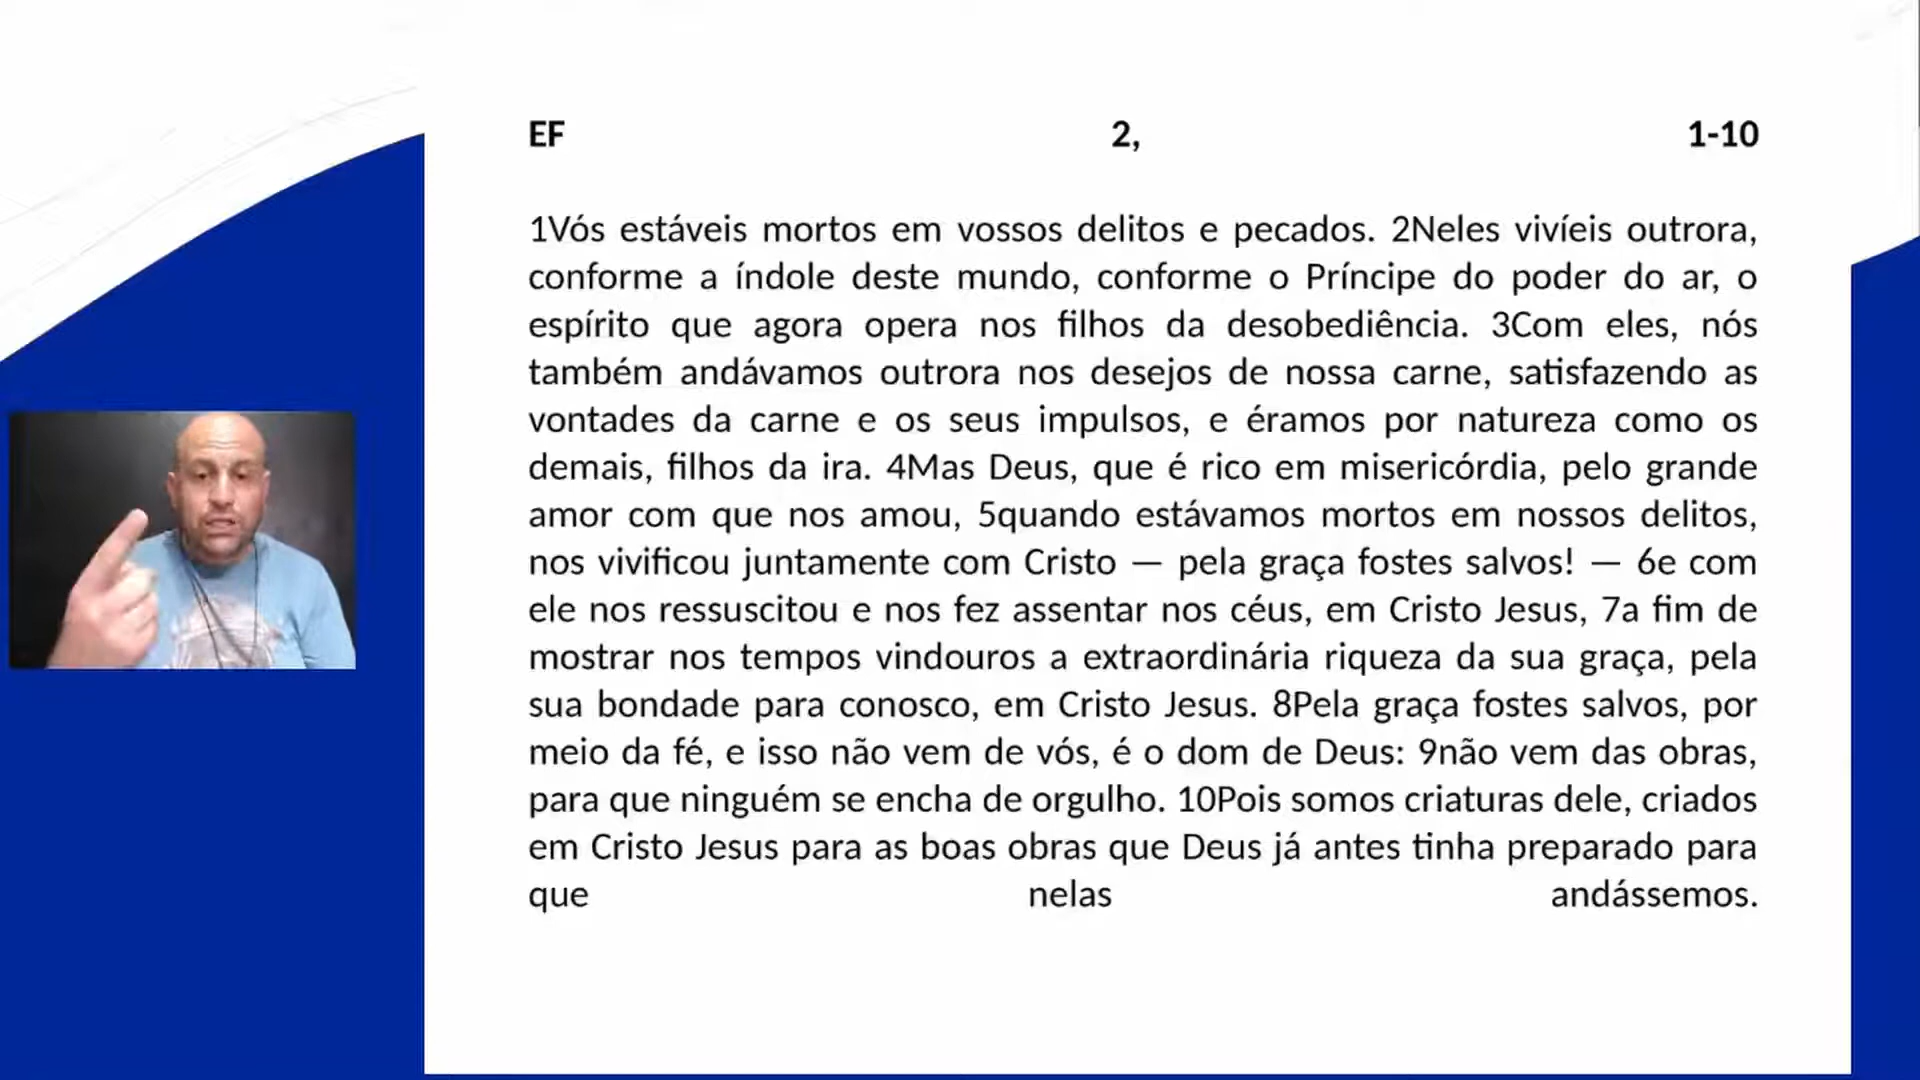 EF 2, 1-10
1Vós estáveis mortos em vossos delitos e pecados. 2Neles vivíeis outrora,
conforme a índole deste mundo, conforme o Príncipe do poder do ar, o
espírito que agora opera nos filhos da desobediência. 3Com eles, nós
também andávamos outrora nos desejos de nossa carne, satisfazendo as
vontades da carne e os seus impulsos, e éramos por natureza como os
demais, filhos da ira. 4Mas Deus, que é rico em misericórdia, pelo grande
amor com que nos amou, 5quando estávamos mortos em nossos delitos,
nos vivificou juntamente com Cristo — pela graça fostes salvos! — 6e com
ele nos ressuscitou e nos fez assentar nos céus, em Cristo Jesus, 7a fim de
mostrar nos tempos vindouros a extraordinária riqueza da sua graça, pela
sua bondade para conosco, em Cristo Jesus. 8Pela graça fostes salvos, por
meio da fé, e isso não vem de vós, é o dom de Deus: 9não vem das obras,
para que ninguém se encha de orgulho. 10Pois somos criaturas dele, criados
em Cristo Jesus para as boas obras que Deus já antes tinha preparado para
que nelas andássemos.